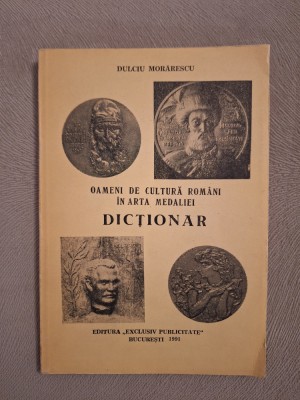 DULCIU MORĂRESCU
OAMENI DE CULTURĂ ROMÂNI
ÎN ARTA MEDALIEI
DICȚIONAR
EDITURA „EXCLUSIV PUBLICITATE"
BUCUREȘTI 1991